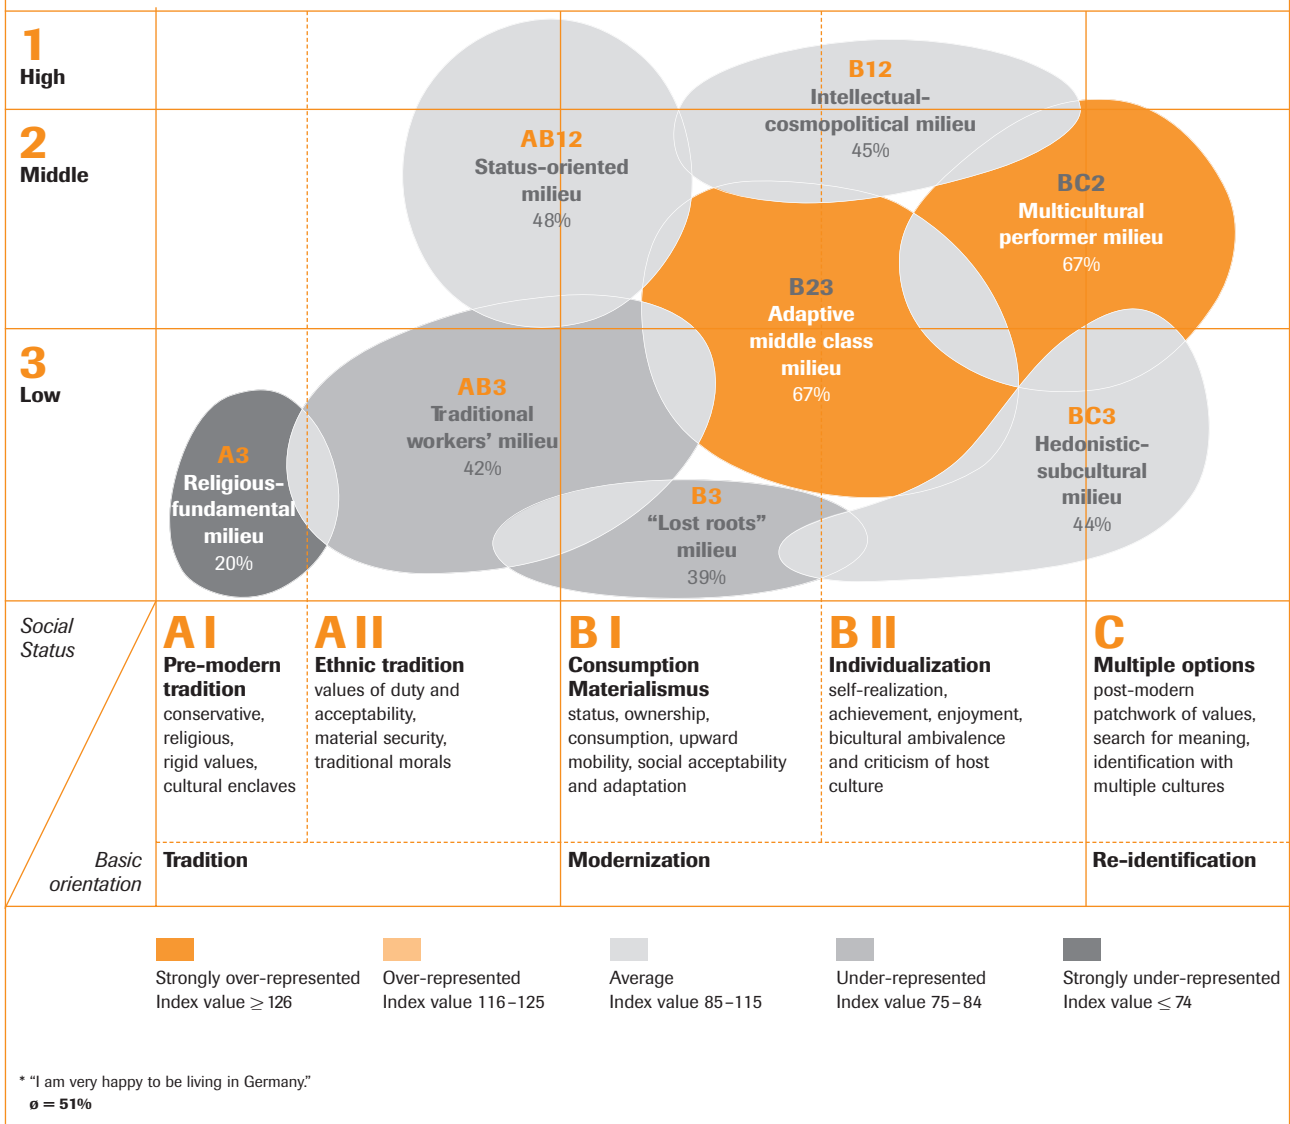 1
High
2
Middle
3
Low
AB12
Status-oriented
milieu
48%
B12
Intellectual-
cosmopolitical milieu
45%
BC2
Multicultural
performer milieu
67%
B23
Adaptive
middle class
milieu
67%
AB3
Traditional
workers’ milieu
42%
A3
Religious-
fundamental
milieu
20%
B3
“Lost roots”
milieu
39%
BC3
Hedonistic-
subcultural
milieu
44%
Social
Status
A I
Pre-modern
tradition
conservative,
religious,
rigid values,
cultural enclaves
A II
Ethnic tradition
values of duty and
acceptability,
material security,
traditional morals
B I
Consumption
Materialismus
status, ownership,
consumption, upward
mobility, social acceptability
and adaptation
B II
Individualization
self-realization,
achievement, enjoyment,
bicultural ambivalence
and criticism of host
culture
C
Multiple options
post-modern
patchwork of values,
search for meaning,
identification with
multiple cultures
Basic
orientation
Tradition
Modernization
Re-identification
Strongly over-represented
Index value ≥ 126
Over-represented
Index value 116–125
Average
Index value 85–115
Under-represented
Index value 75–84
Strongly under-represented
Index value ≤ 74
* “I am very happy to be living in Germany.”
ø = 51%